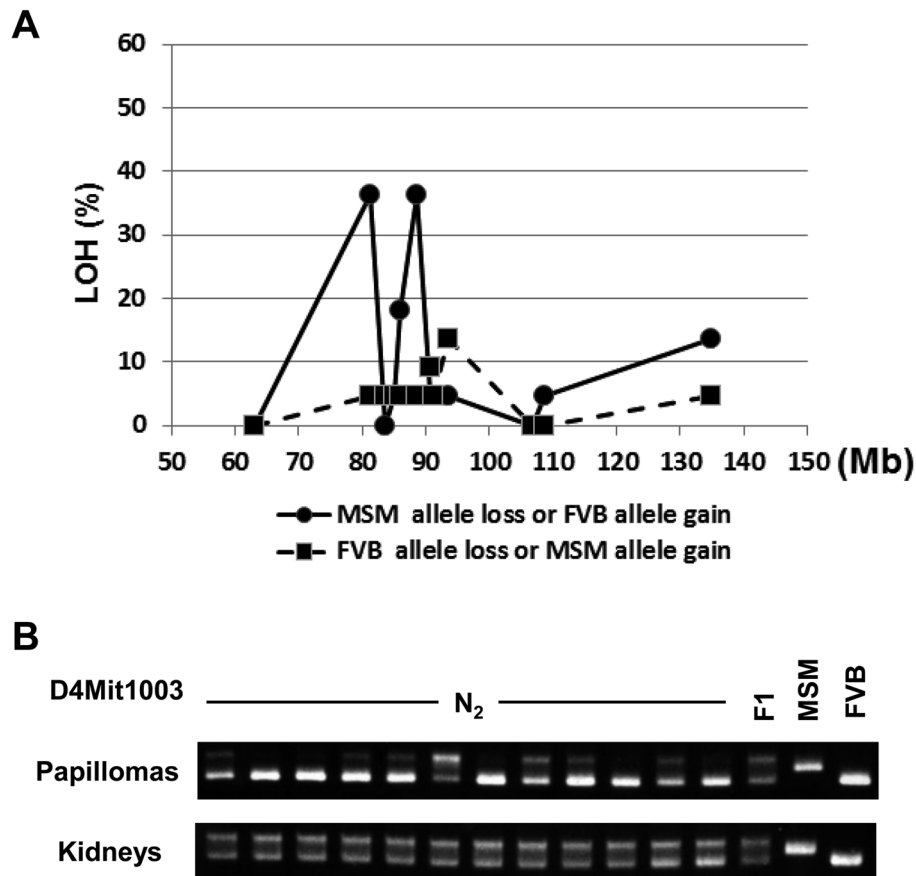 A
60
50
40
30
20
10
0
LOH (%)
50 60 70 80 90 100 110 120 130 140 150 (Mb)
MSM allele loss or FVB allele gain
FVB allele loss or MSM allele gain
B
D4Mit1003
N2
F1
MSM
FVB
Papillomas
Kidneys